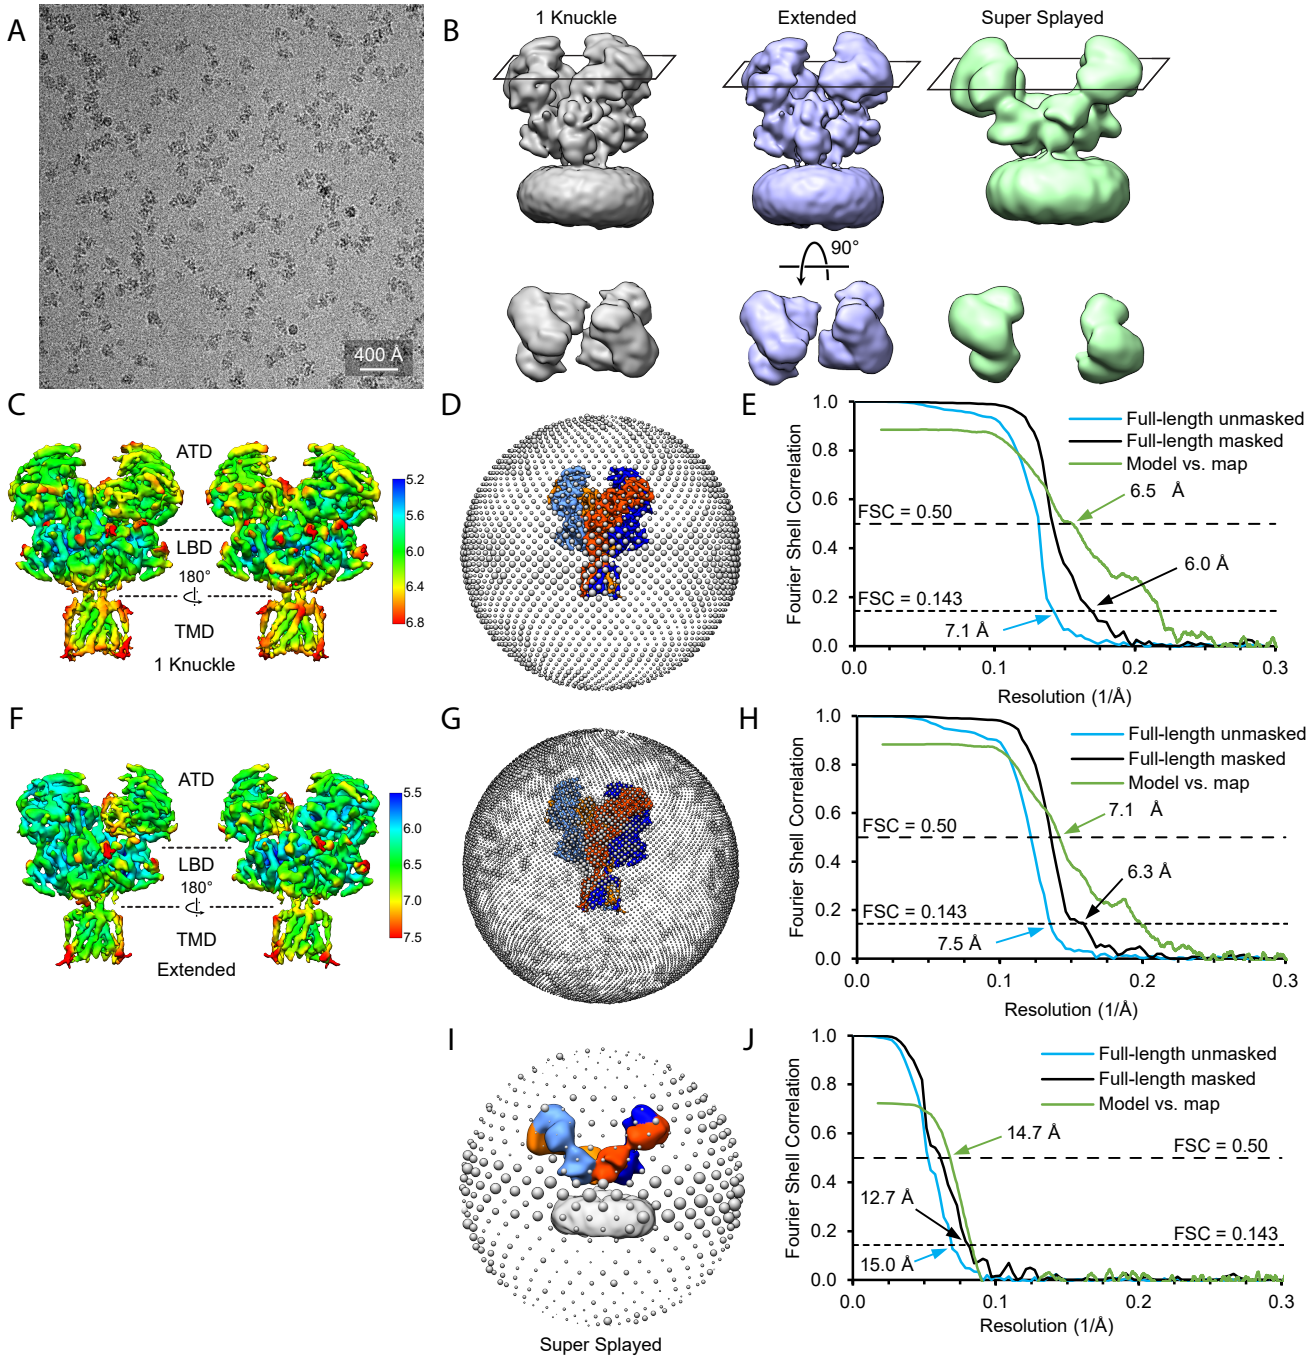 A
400 Å
B
1 Knuckle
Extended
Super Splayed
90°
C
ATD
LBD
180°
TMD
1 Knuckle
5.2
5.6
6.0
6.4
6.8
D
E
Fourier Shell Correlation
1.0
0.8
0.6
0.4
0.2
0.0
Full-length unmasked
Full-length masked
Model vs. map
6.5 Å
FSC = 0.50
6.0 Å
FSC = 0.143
7.1 Å
0.0
0.1
0.2
0.3
Resolution (1/Å)
F
ATD
LBD
180°
TMD
Extended
5.5
6.0
6.5
7.0
7.5
G
H
Fourier Shell Correlation
1.0
0.8
0.6
0.4
0.2
0.0
Full-length unmasked
Full-length masked
Model vs. map
7.1 Å
FSC = 0.50
6.3 Å
FSC = 0.143
7.5 Å
0.0
0.1
0.2
0.3
Resolution (1/Å)
I
Super Splayed
J
Fourier Shell Correlation
1.0
0.8
0.6
0.4
0.2
0.0
Full-length unmasked
Full-length masked
Model vs. map
14.7 Å
FSC = 0.50
12.7 Å
FSC = 0.143
15.0 Å
0.0
0.1
0.2
0.3
Resolution (1/Å)